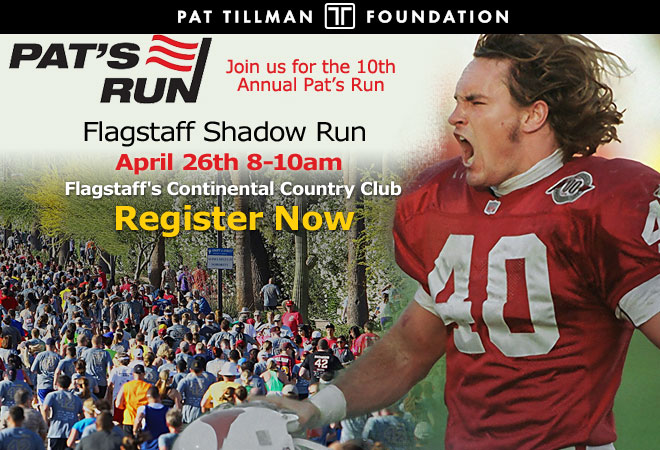 PAT TILLMAN FOUNDATION
PAT'S RUN
Join us for the 10th
Annual Pat's Run
Flagstaff Shadow Run
April 26th 8-10am
Flagstaff's Continental Country Club
Register Now
40
42